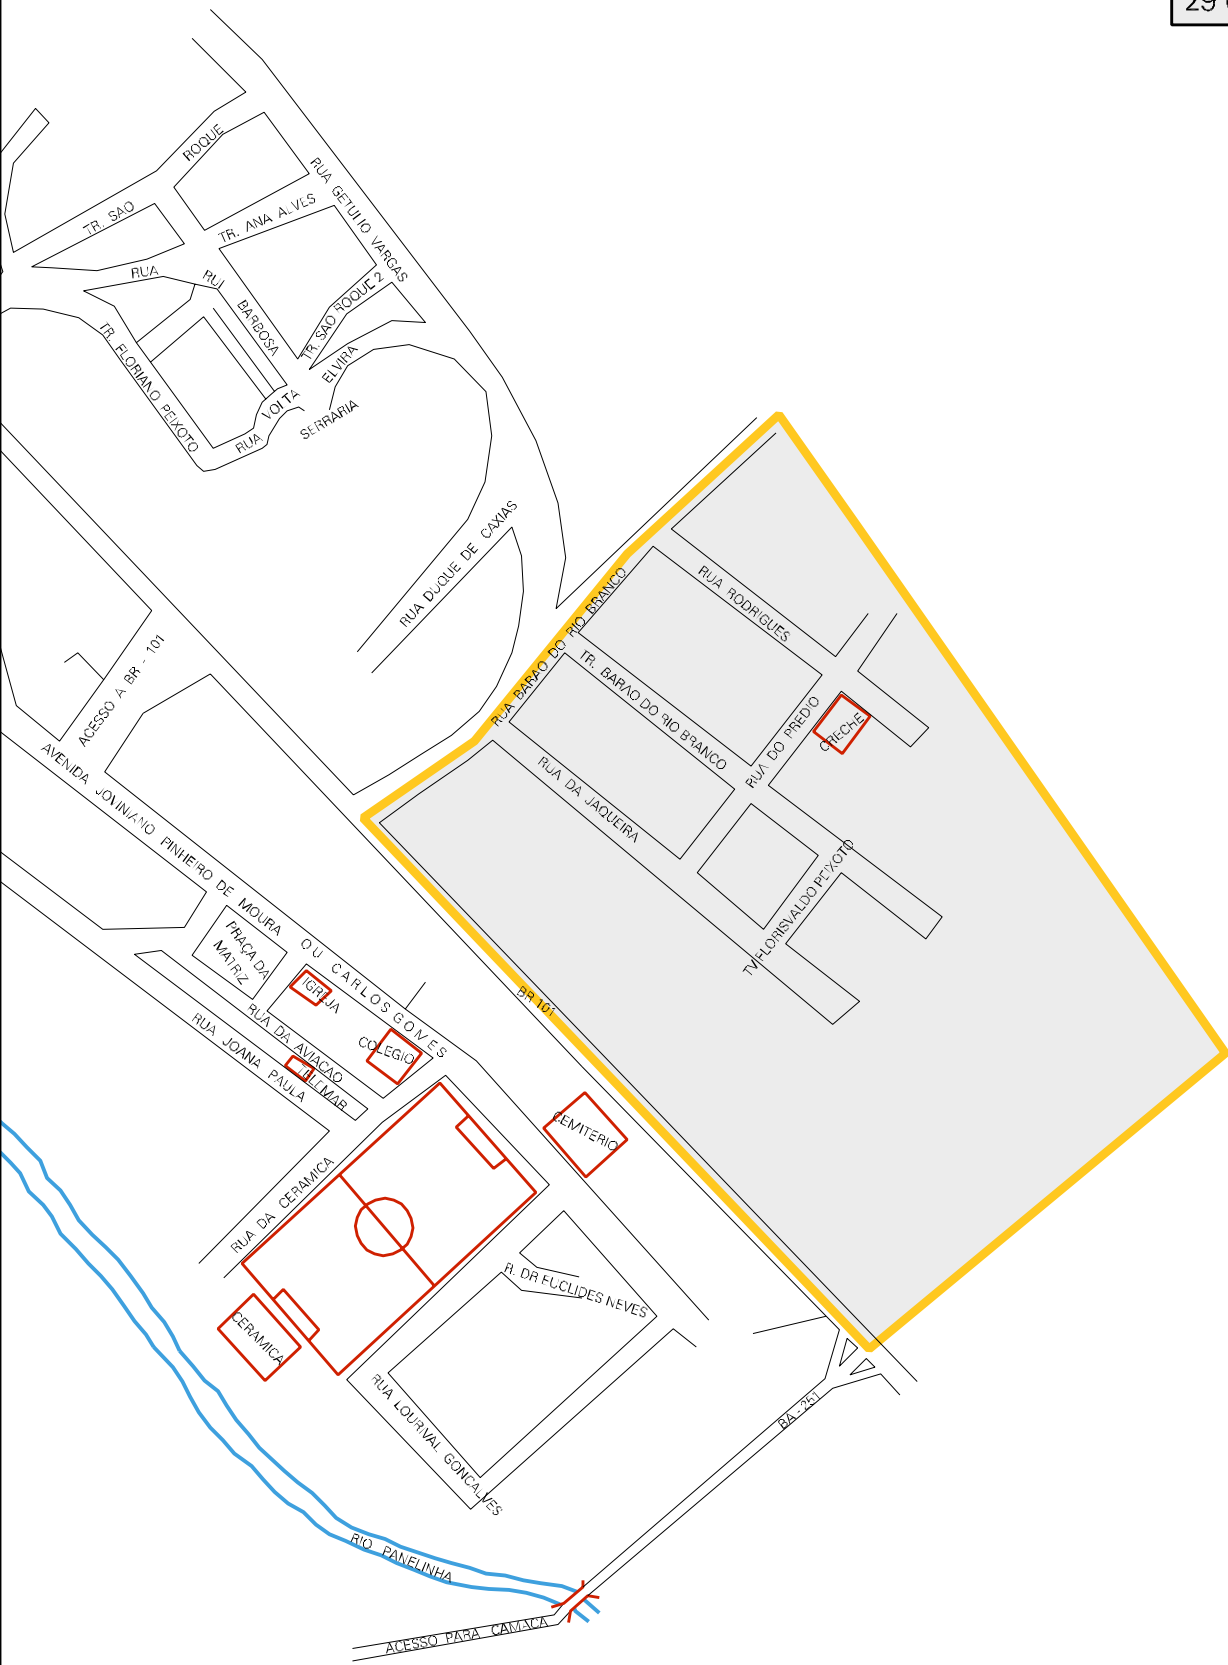 29
ROQUE
TR. SAO
RUA GETULIO VARGAS
TR. ANA ALVES
RUA
RUI
BARBOSA
TR. SAO ROQUE 2
TR. FLORIANO PEIXOTO
ELVIRA
RUA
VOLTA
SERRARIA
RUA DUQUE DE CAXIAS
RUA BARAO DO RIO BRANCO
RUA RODRIGUES
TR. BARAO DO RIO BRANCO
RUA DO PREDIO
CRECHE
ACESSO A BR - 101
AVENIDA JOVINIANO PINHEIRO DE MOURA
OU CARLOS GOMES
RUA DA JAQUEIRA
TV FLORISVALDO PEIXOTO
PRAÇA DA
MATRIZ
IGREJA
BR 101
RUA DA AVIACAO
COLEGIO
RUA JOANA PAULA
TELEMAR
CEMITERIO
RUA DA CERAMICA
R. DR EUCLIDES NEVES
CERAMICA
RUA LOURIVAL GONCALVES
BA - 251
RIO PANELINHA
ACESSO PARA CAMACA